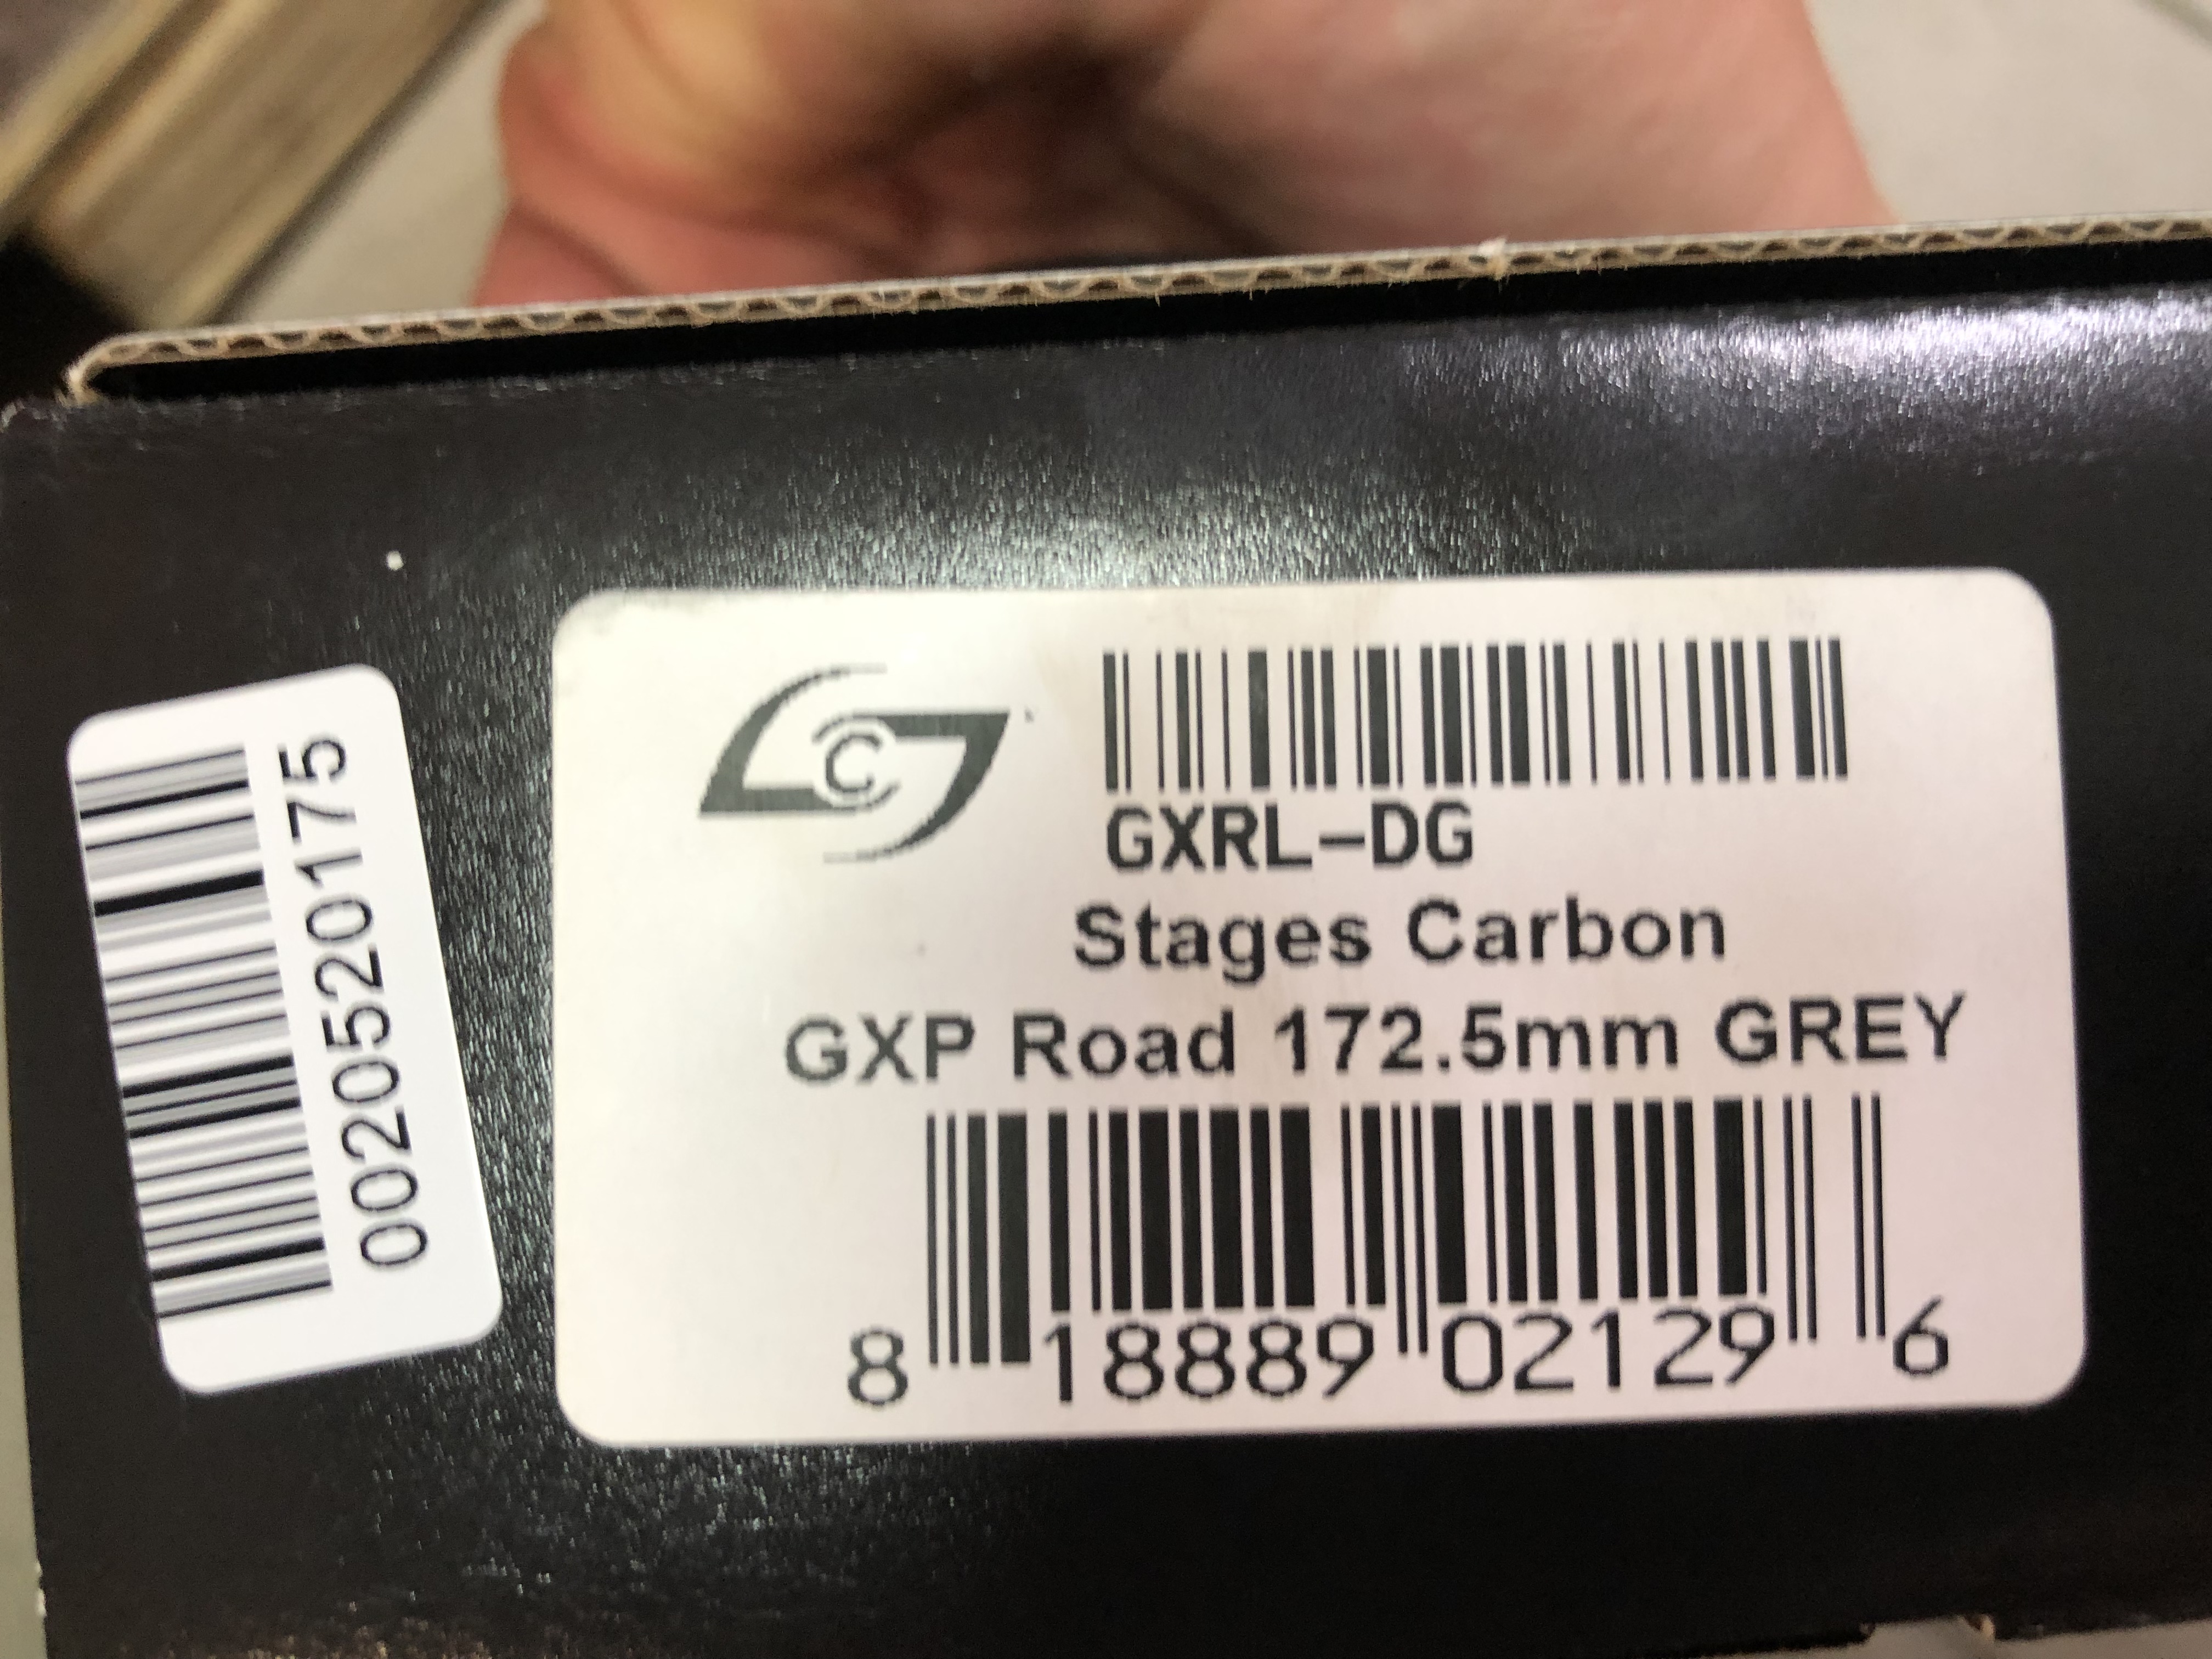 0020520175
C
GXRL-DG
Stages Carbon
GXP Road 172.5mm GREY
8 18889 02129 6